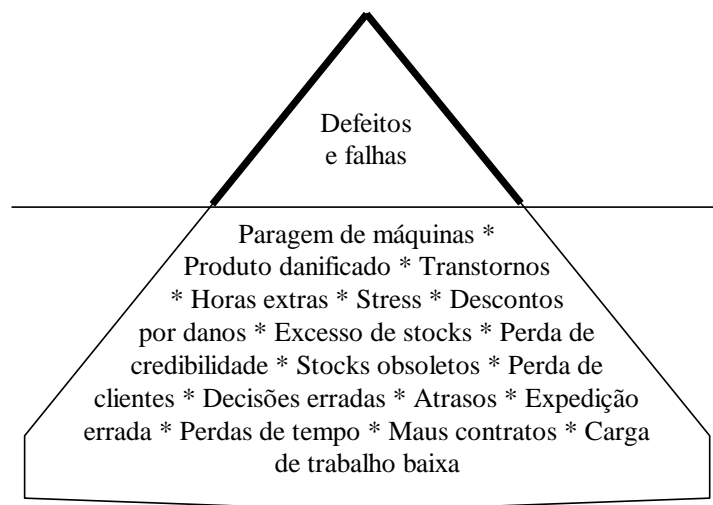 Defeitos
e falhas
Paragem de máquinas *
Produto danificado * Transtornos
* Horas extras * Stress * Descontos
por danos * Excesso de stocks * Perda de
credibilidade * Stocks obsoletos * Perda de
clientes * Decisões erradas * Atrasos * Expedição
errada * Perdas de tempo * Maus contratos * Carga
de trabalho baixa